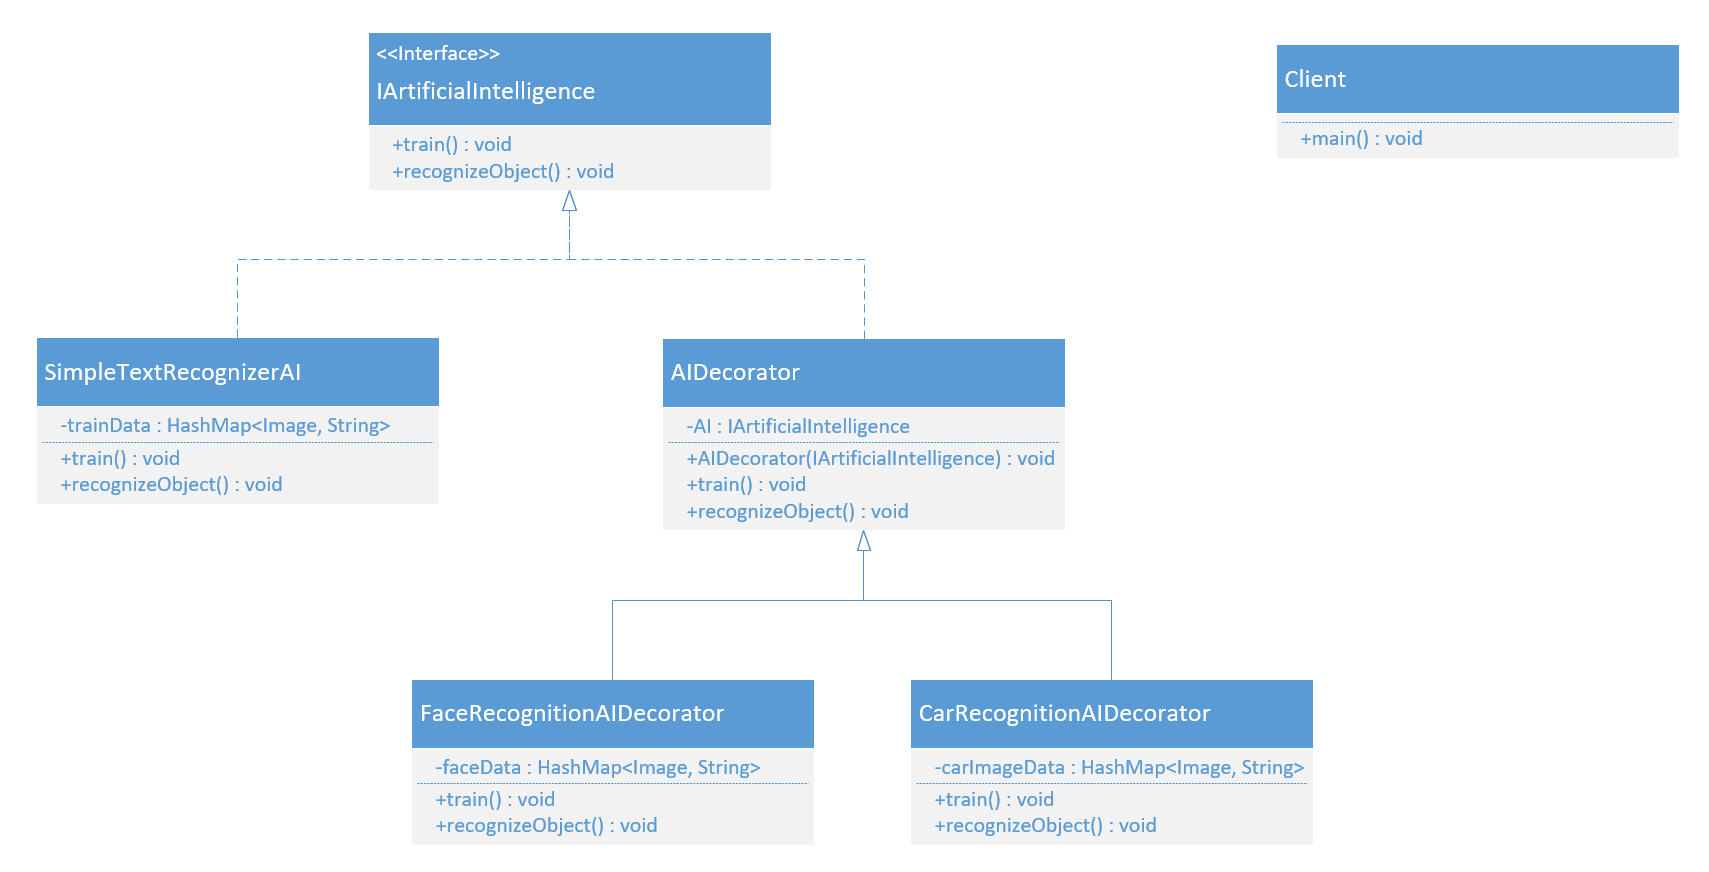 <<Interface>>
IArtificialIntelligence
+train() : void
+recognizeObject() : void
Client
+main() : void
SimpleTextRecognizerAI
-trainData : HashMap<Image, String>
+train() : void
+recognizeObject() : void
AIDecorator
-AI : IArtificialIntelligence
+AIDecorator(IArtificialIntelligence) : void
+train() : void
+recognizeObject() : void
FaceRecognitionAIDecorator
-faceData : HashMap<Image, String>
+train() : void
+recognizeObject() : void
CarRecognitionAIDecorator
-carImageData : HashMap<Image, String>
+train() : void
+recognizeObject() : void